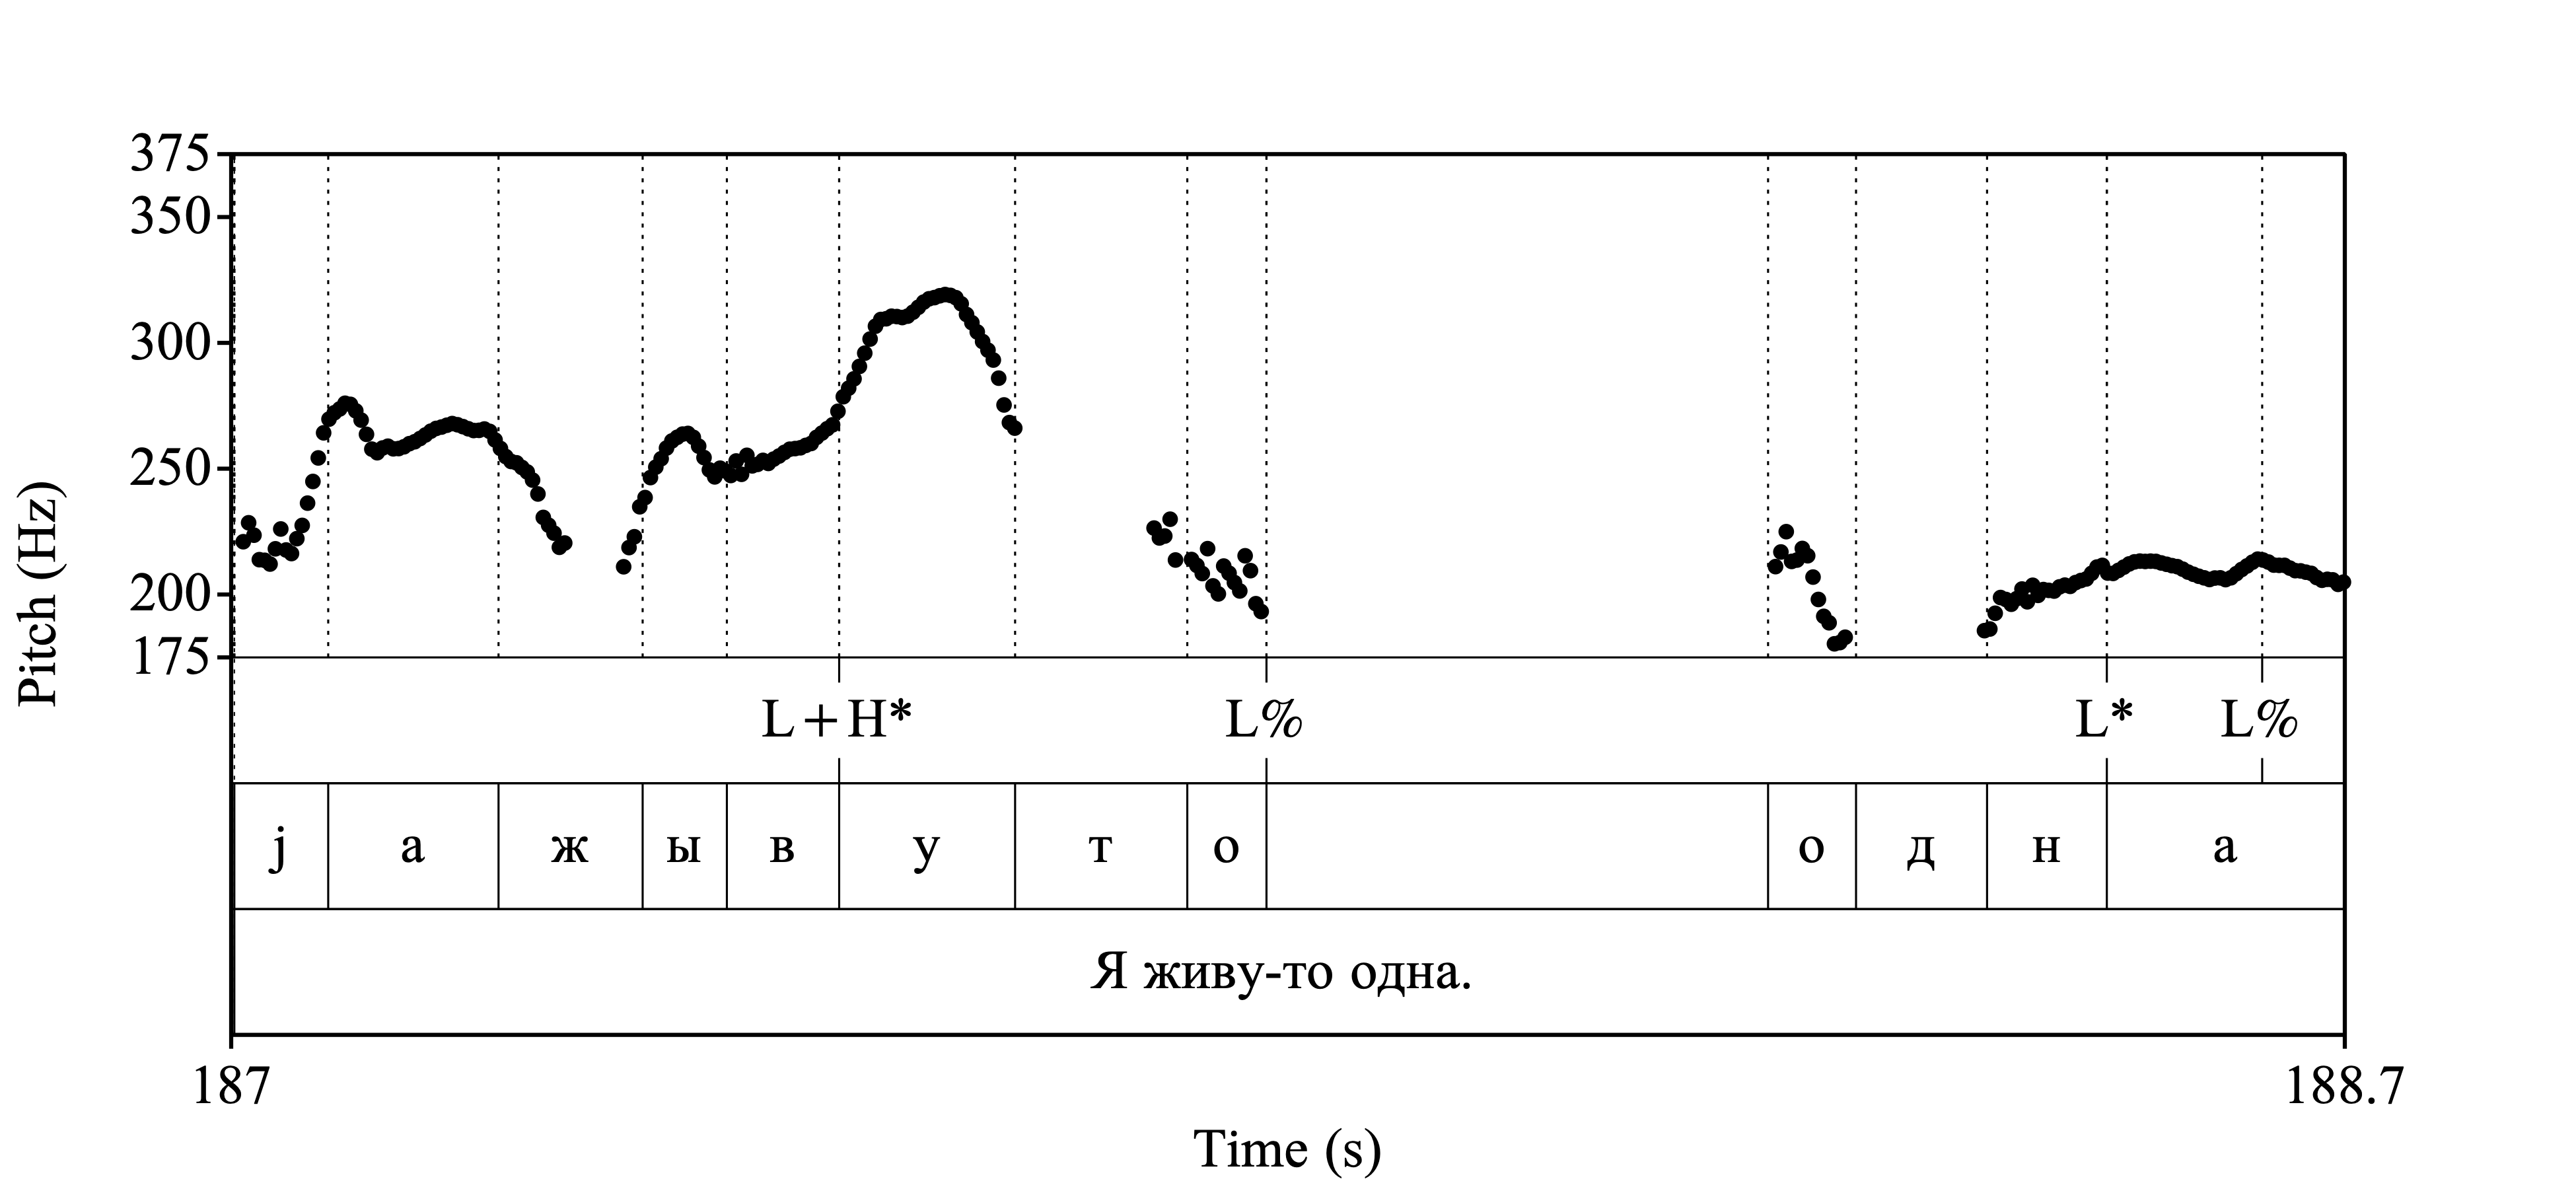 375
350
300
250
200
175
Pitch (Hz)
L+H* L% L* L%
j а ж ы в у т о о д н а
Я живу-то одна.
187 188.7
Time (s)